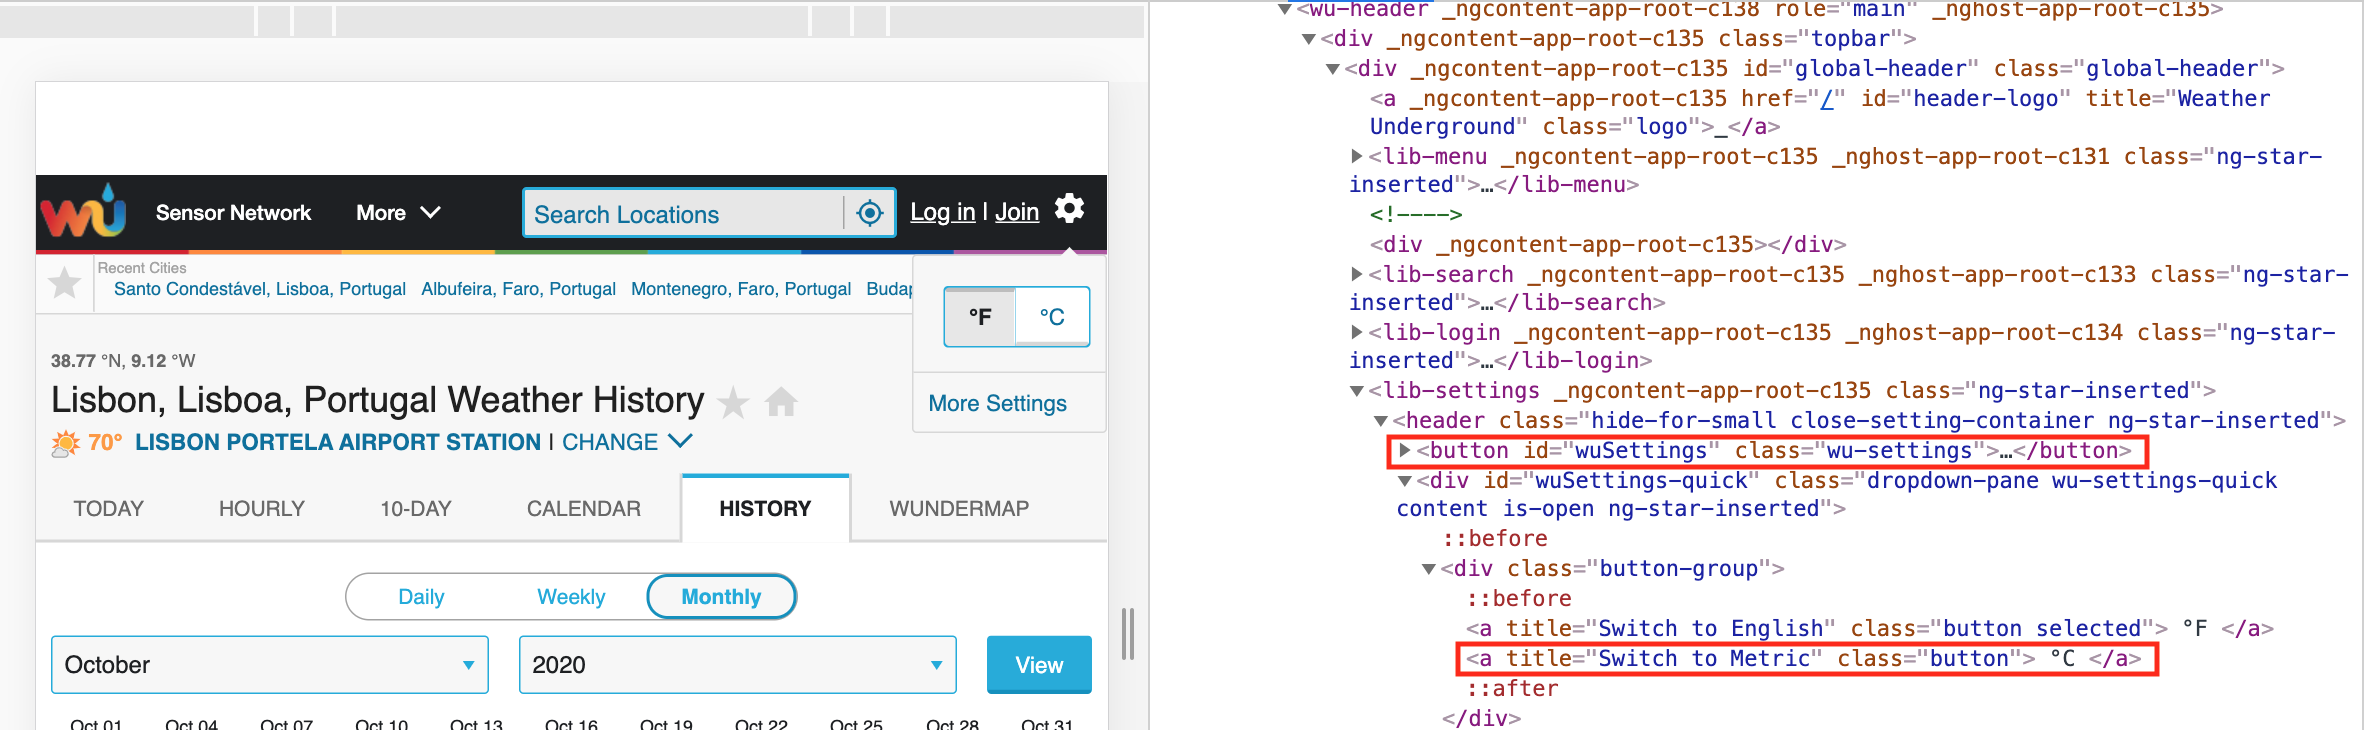 wu
Sensor Network
More
Search Locations
Log in | Join
Recent Cities
Santo Condestável, Lisboa, Portugal Albufeira, Faro, Portugal Montenegro, Faro, Portugal
°F
°C
More Settings
38.77 °N, 9.12 °W
Lisbon, Lisboa, Portugal Weather History
70° LISBON PORTELA AIRPORT STATION | CHANGE
TODAY
HOURLY
10-DAY
CALENDAR
HISTORY
WUNDERMAP
Daily
Weekly
Monthly
October
2020
View
Oct 01 Oct 04 Oct 07 Oct 10 Oct 13 Oct 16 Oct 19 Oct 22 Oct 25 Oct 28 Oct 31
<wu-header _ngcontent-app-root-c138 role="main" _nghost-app-root-c135>
<div _ngcontent-app-root-c135 class="topbar">
<div _ngcontent-app-root-c135 id="global-header" class="global-header">
<a _ngcontent-app-root-c135 href="/" id="header-logo" title="Weather
Underground" class="logo">_</a>
<lib-menu _ngcontent-app-root-c135 _nghost-app-root-c131 class="ng-star-
inserted">…</lib-menu>
<!---->
<div _ngcontent-app-root-c135></div>
<lib-search _ngcontent-app-root-c135 _nghost-app-root-c133 class="ng-star-
inserted">…</lib-search>
<lib-login _ngcontent-app-root-c135 _nghost-app-root-c134 class="ng-star-
inserted">…</lib-login>
<lib-settings _ngcontent-app-root-c135 class="ng-star-inserted">
<header class="hide-for-small close-setting-container ng-star-inserted">
<button id="wuSettings" class="wu-settings">…</button>
<div id="wuSettings-quick" class="dropdown-pane wu-settings-quick
content is-open ng-star-inserted">
::before
<div class="button-group">
::before
<a title="Switch to English" class="button selected"> °F </a>
<a title="Switch to Metric" class="button"> °C </a>
::after
</div>